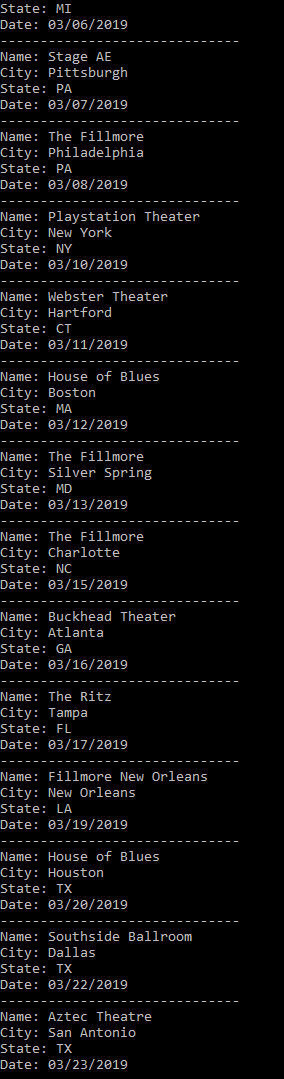 State: MI
Date: 03/06/2019
------------------------------
Name: Stage AE
City: Pittsburgh
State: PA
Date: 03/07/2019
------------------------------
Name: The Fillmore
City: Philadelphia
State: PA
Date: 03/08/2019
------------------------------
Name: Playstation Theater
City: New York
State: NY
Date: 03/10/2019
------------------------------
Name: Webster Theater
City: Hartford
State: CT
Date: 03/11/2019
------------------------------
Name: House of Blues
City: Boston
State: MA
Date: 03/12/2019
------------------------------
Name: The Fillmore
City: Silver Spring
State: MD
Date: 03/13/2019
------------------------------
Name: The Fillmore
City: Charlotte
State: NC
Date: 03/15/2019
------------------------------
Name: Buckhead Theater
City: Atlanta
State: GA
Date: 03/16/2019
------------------------------
Name: The Ritz
City: Tampa
State: FL
Date: 03/17/2019
------------------------------
Name: Fillmore New Orleans
City: New Orleans
State: LA
Date: 03/19/2019
------------------------------
Name: House of Blues
City: Houston
State: TX
Date: 03/20/2019
------------------------------
Name: Southside Ballroom
City: Dallas
State: TX
Date: 03/22/2019
------------------------------
Name: Aztec Theatre
City: San Antonio
State: TX
Date: 03/23/2019